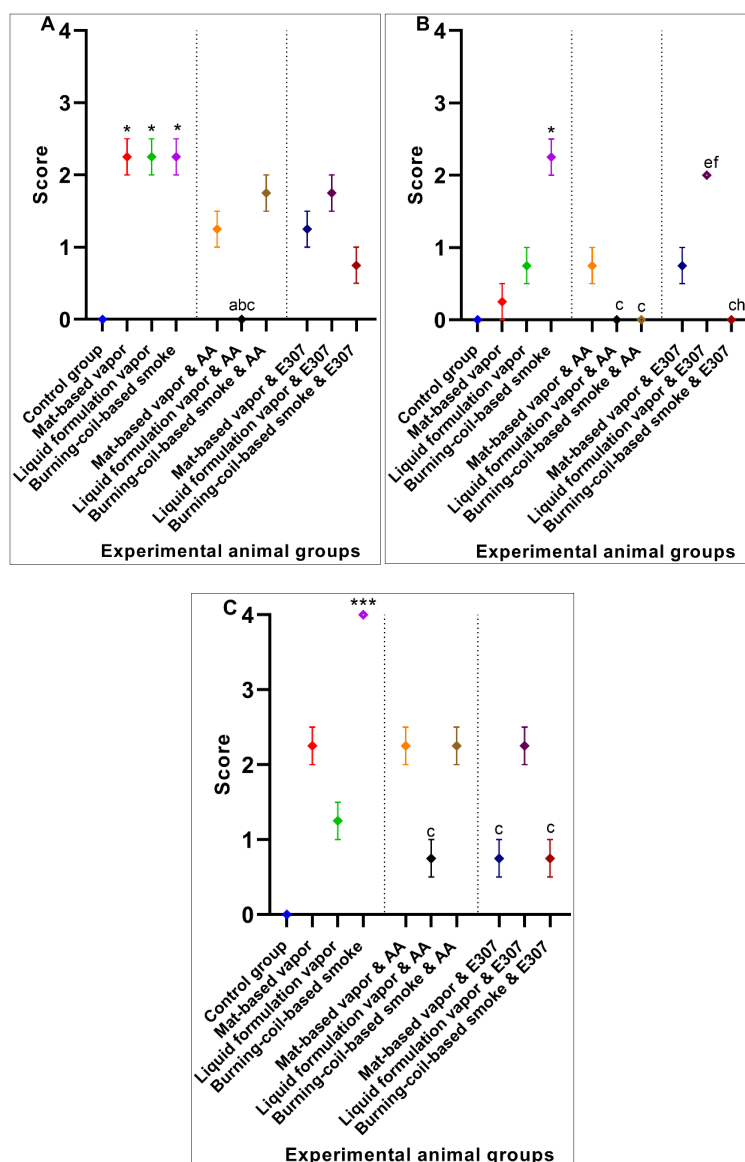 A
4
3
2
1
0
Score
* * *
abc
Control group
Mat-based vapor
Liquid formulation vapor
Burning-coil-based smoke
Mat-based vapor & AA
Liquid formulation vapor & AA
Burning-coil-based smoke & AA
Mat-based vapor & E307
Liquid formulation vapor & E307
Burning-coil-based smoke & E307
Experimental animal groups
B
4
3
2
1
0
Score
*
ef
c c ch
Control group
Mat-based vapor
Liquid formulation vapor
Burning-coil-based smoke
Mat-based vapor & AA
Liquid formulation vapor & AA
Burning-coil-based smoke & AA
Mat-based vapor & E307
Liquid formulation vapor & E307
Burning-coil-based smoke & E307
Experimental animal groups
C
4
3
2
1
0
Score
***
c c c
Control group
Mat-based vapor
Liquid formulation vapor
Burning-coil-based smoke
Mat-based vapor & AA
Liquid formulation vapor & AA
Burning-coil-based smoke & AA
Mat-based vapor & E307
Liquid formulation vapor & E307
Burning-coil-based smoke & E307
Experimental animal groups